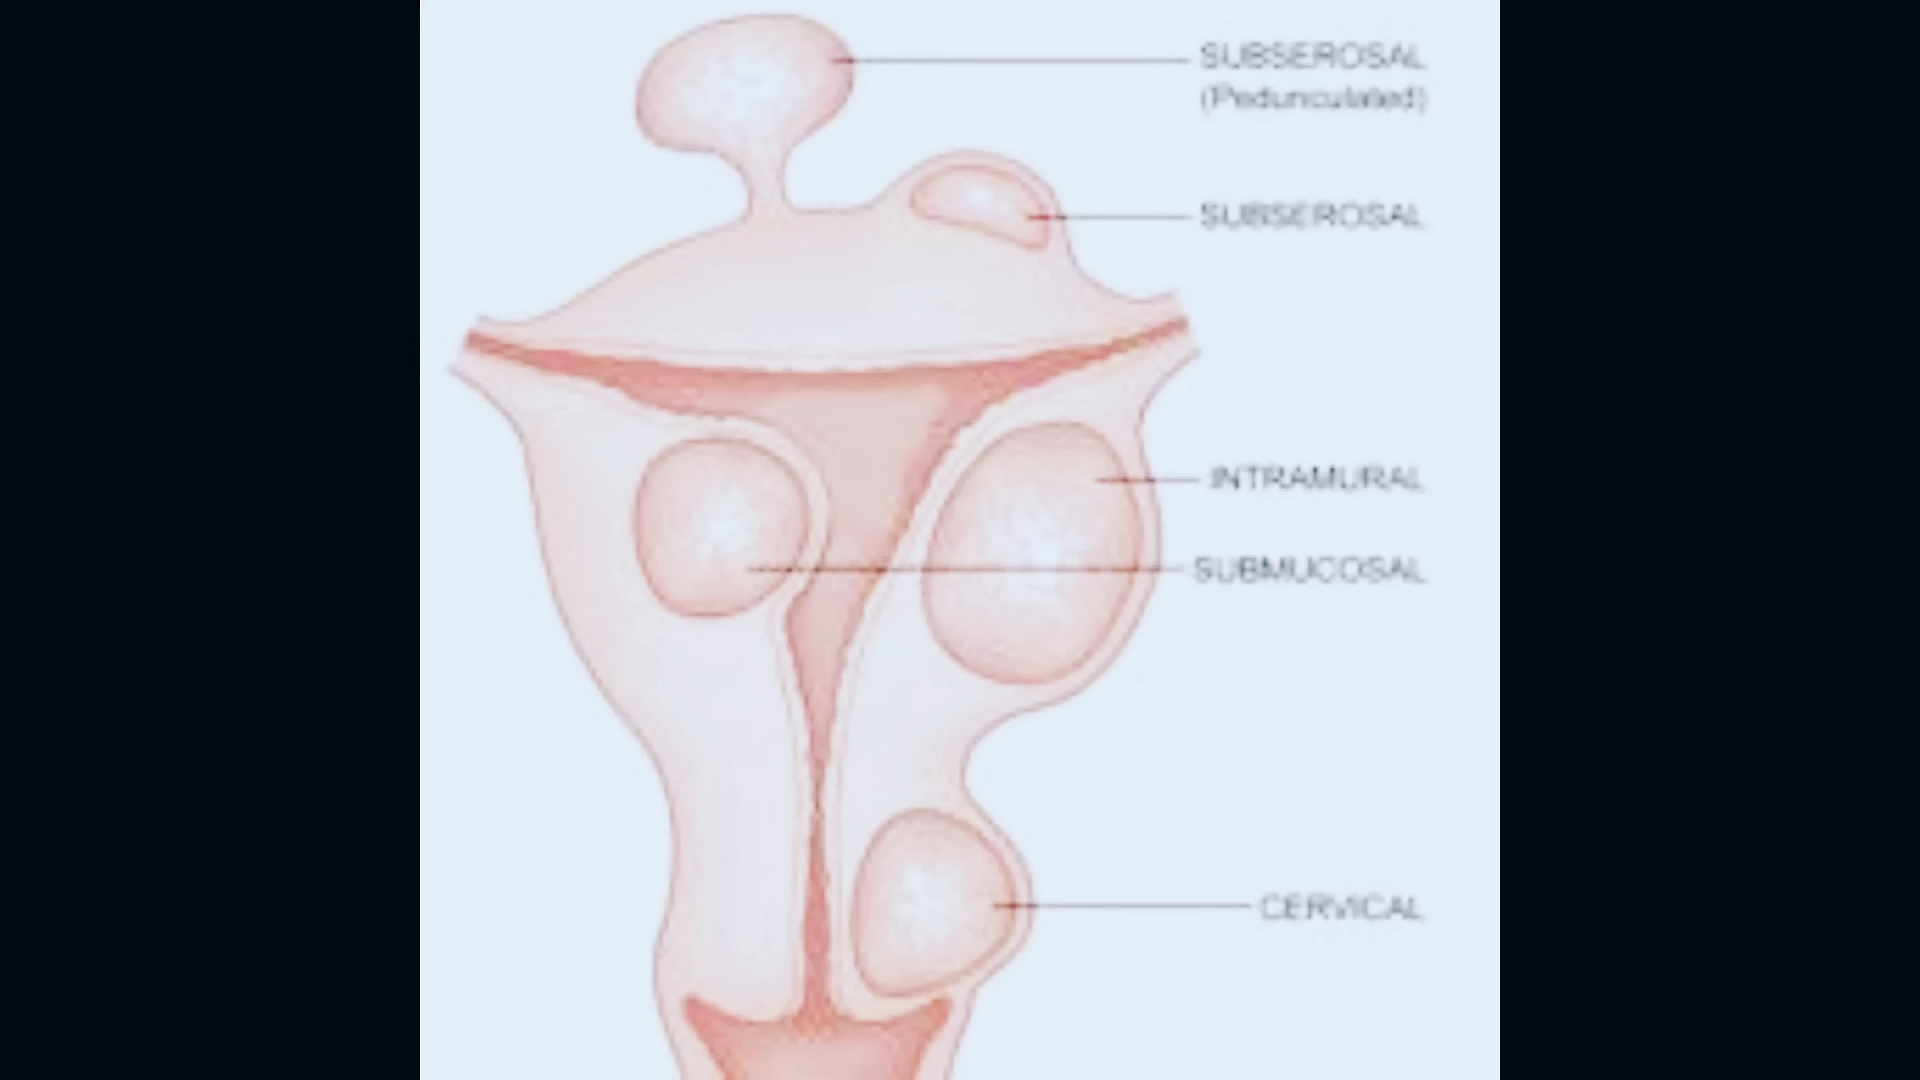 SUBSEROSAL
(Pedunculated)
SUBSEROSAL
INTRAMURAL
SUBMUCOSAL
CERVICAL